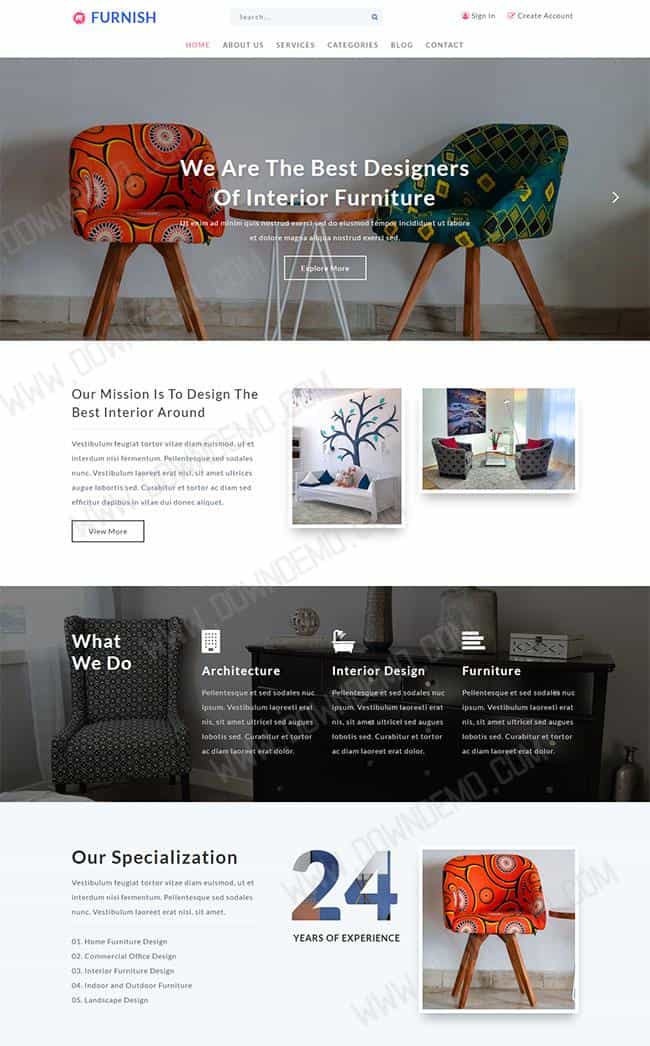 FURNISH
Search...
Sign In
Create Account
HOME ABOUT US SERVICES CATEGORIES BLOG CONTACT
We Are The Best Designers
Of Interior Furniture
Ut enim ad minim quis nostrud exerci sed do eiusmod tempor incididunt ut labore
et dolore magna aliqua nostrud exerci sed.
Explore More
Our Mission Is To Design The
Best Interior Around
Vestibulum feugiat tortor vitae diam euismod, ut et
interdum nisi fermentum. Pellentesque sed sodales
nunc. Vestibulum laoreet erat nisl, sit amet ultrices
augue lobortis sed. Curabitur et tortor ac diam sed
efficitur dapibus in vitae dui donec aliquet.
View More
What
We Do
Architecture
Pellentesque et sed sodales nuc
ipsum. Vestibulum laoreeti erat
nis, sit amet ultricel sed augues
lobortis sed. Curabitur et tortor
ac diam laoreet erat dolor.
Interior Design
Pellentesque et sed sodales nuc
ipsum. Vestibulum laoreeti erat
nis, sit amet ultricel sed augues
lobortis sed. Curabitur et tortor
ac diam laoreet erat dolor.
Furniture
Pellentesque et sed sodales nuc
ipsum. Vestibulum laoreeti erat
nis, sit amet ultricel sed augues
lobortis sed. Curabitur et tortor
ac diam laoreet erat dolor.
Our Specialization
Vestibulum feugiat tortor vitae diam euismod, ut et
interdum nisi fermentum. Pellentesque sed sodales
nunc. Vestibulum laoreet erat nisl, sit amet.
01. Home Furniture Design
02. Commercial Office Design
03. Interior Furniture Design
04. Indoor and Outdoor Furniture
05. Landscape Design
24
YEARS OF EXPERIENCE
WWW.DOWNDEMO.COM
WWW.DOWNDEMO.COM
WWW.DOWNDEMO.COM